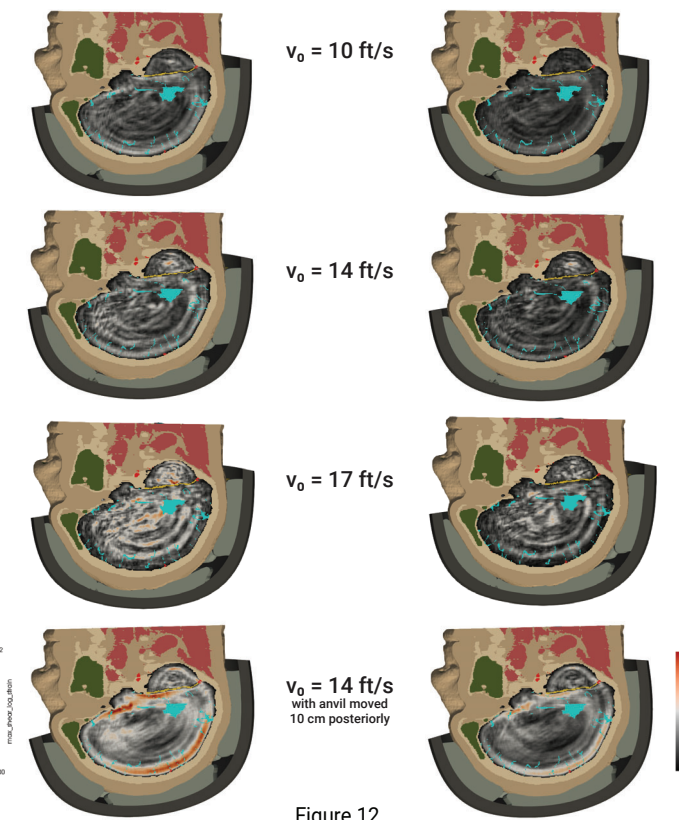 v₀ = 10 ft/s
v₀ = 14 ft/s
v₀ = 17 ft/s
max_shear_log_strain
v₀ = 14 ft/s
with anvil moved
10 cm posteriorly
Figure 12